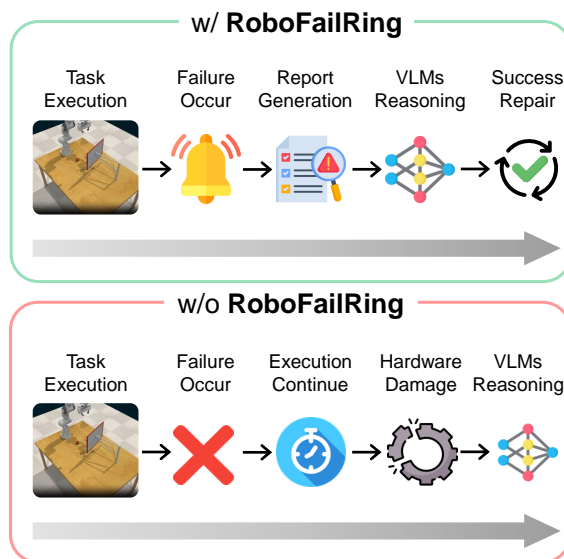 w/ RoboFailRing
Task Execution
Failure Occur
Report Generation
VLMs Reasoning
Success Repair
w/o RoboFailRing
Task Execution
Failure Occur
Execution Continue
Hardware Damage
VLMs Reasoning